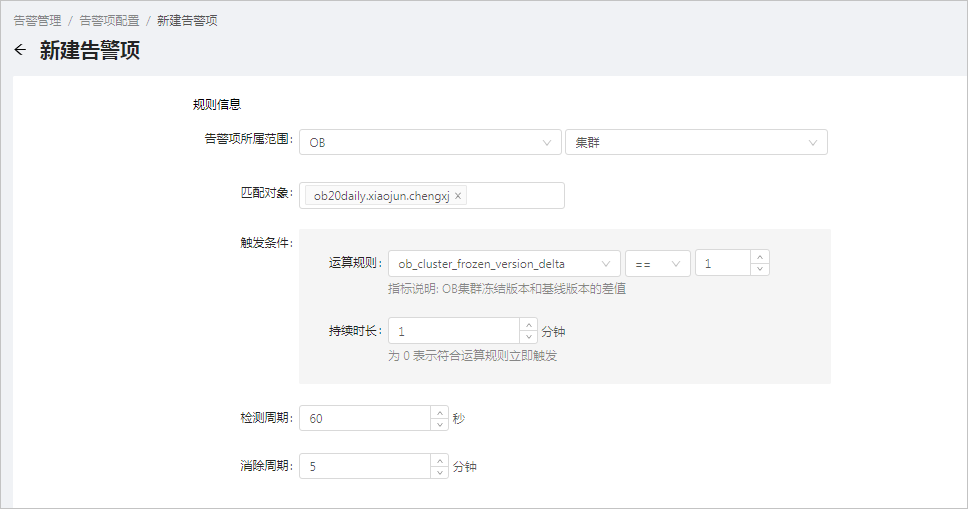 告警管理 / 告警项配置 / 新建告警项
← 新建告警项
规则信息
告警项所属范围: OB 集群
匹配对象: ob20daily.xiaojun.chengxj ×
触发条件:
运算规则: ob_cluster_frozen_version_delta == 1
指标说明: OB集群冻结版本和基线版本的差值
持续时长: 1 分钟
为 0 表示符合运算规则立即触发
检测周期: 60 秒
消除周期: 5 分钟